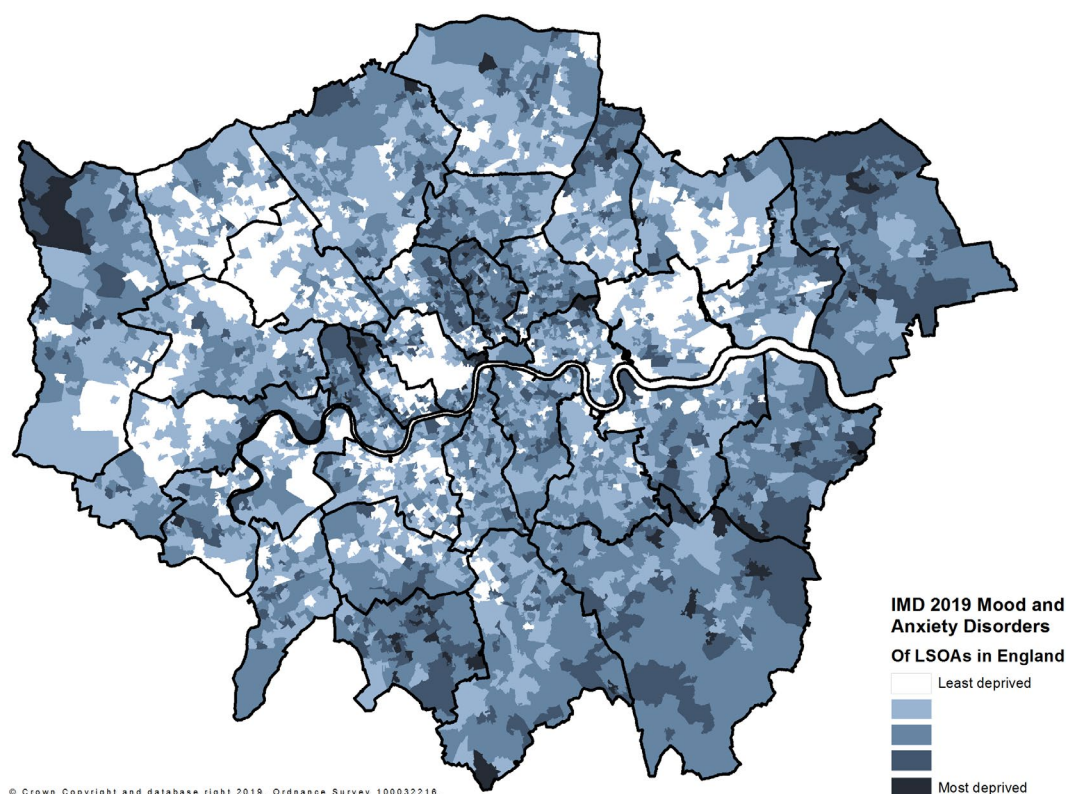 IMD 2019 Mood and
Anxiety Disorders
Of LSOAs in England
Least deprived
Most deprived
© Crown Copyright and database right 2019. Ordnance Survey 100032216